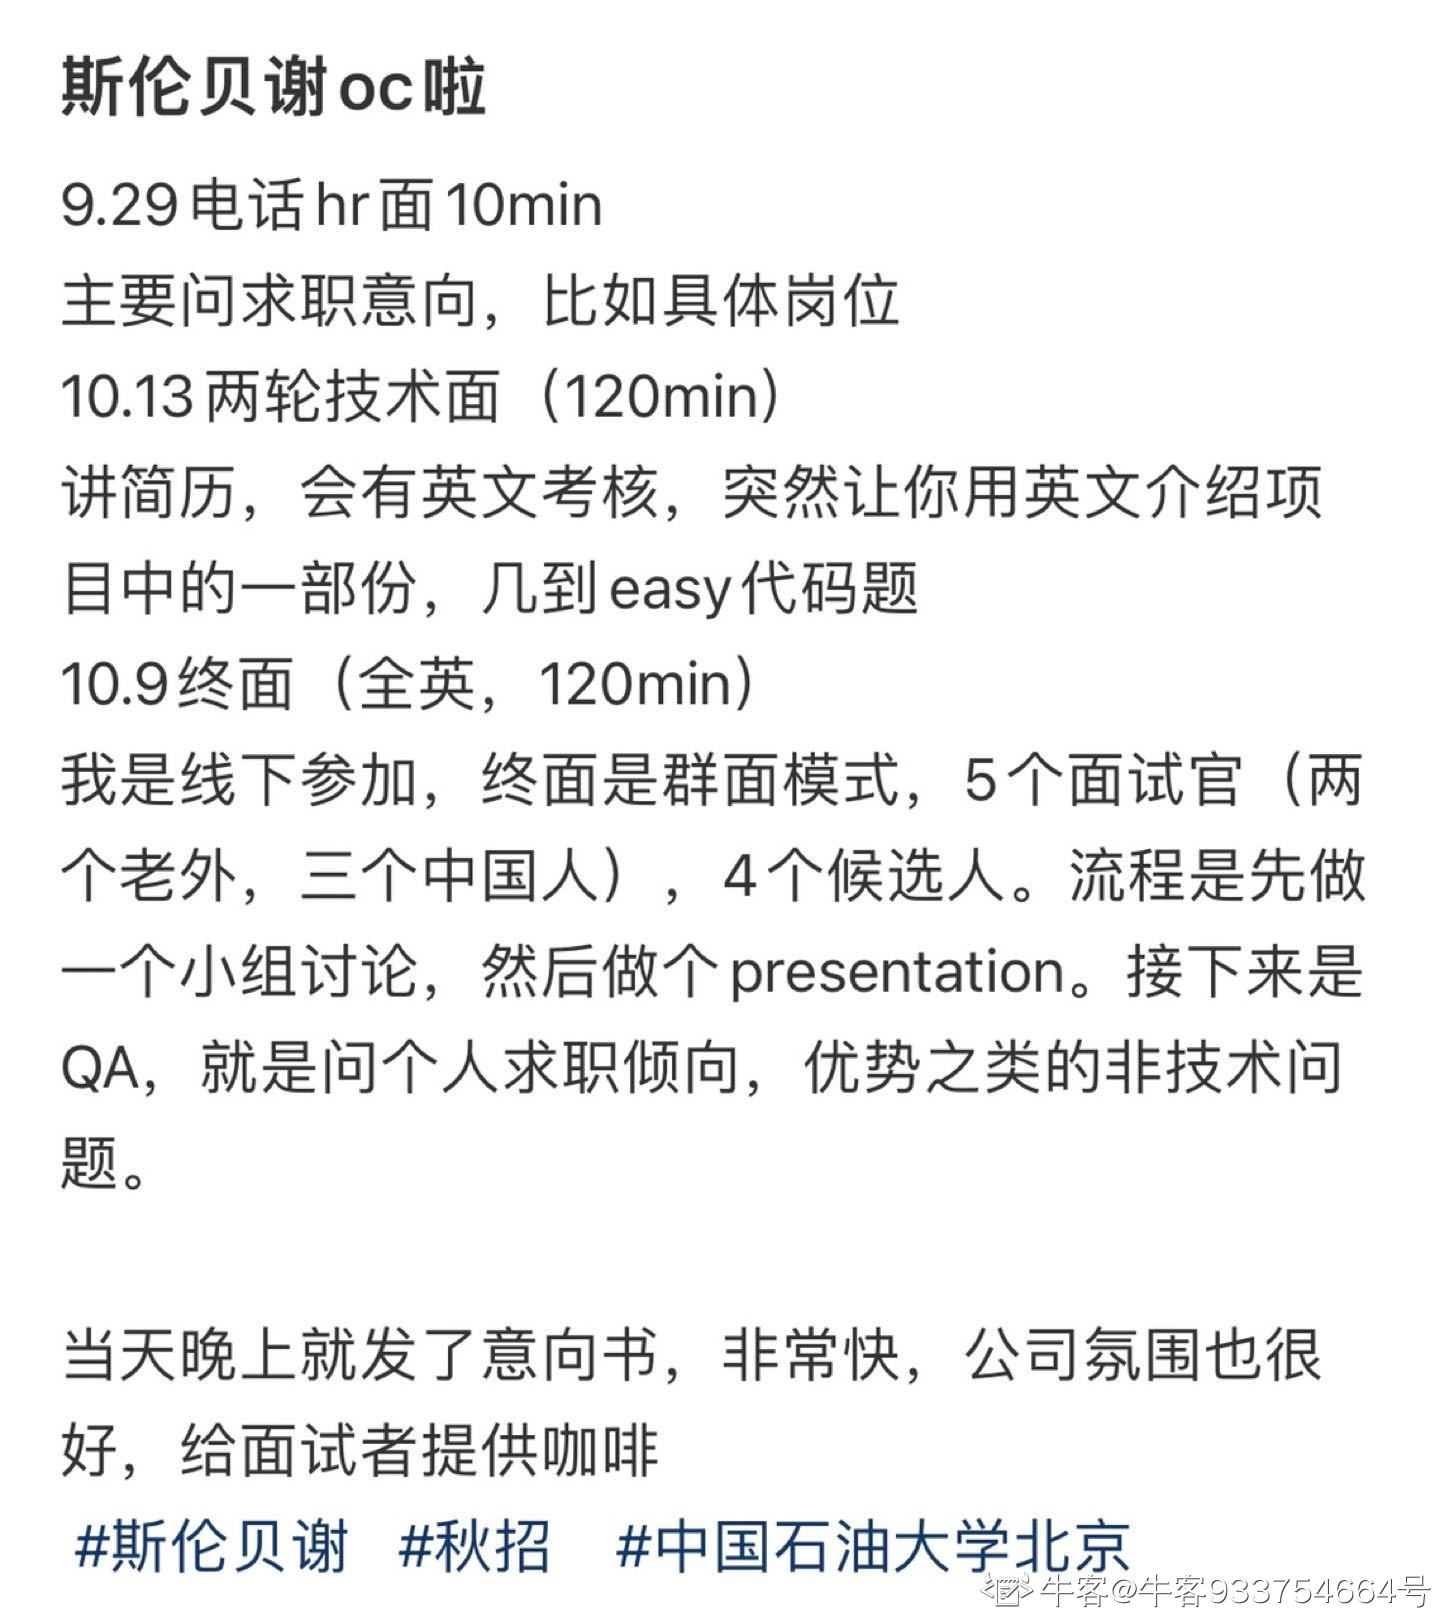 斯伦贝谢oc啦
9.29电话hr面10min
主要问求职意向，比如具体岗位
10.13两轮技术面（120min）
讲简历，会有英文考核，突然让你用英文介绍项
目中的一部份，几到easy代码题
10.9终面（全英，120min）
我是线下参加，终面是群面模式，5个面试官（两
个老外，三个中国人），4个候选人。流程是先做
一个小组讨论，然后做个presentation。接下来是
QA，就是问个人求职倾向，优势之类的非技术问
题。
当天晚上就发了意向书，非常快，公司氛围也很
好，给面试者提供咖啡
#斯伦贝谢 #秋招 #中国石油大学北京
牛客@牛客933754664号